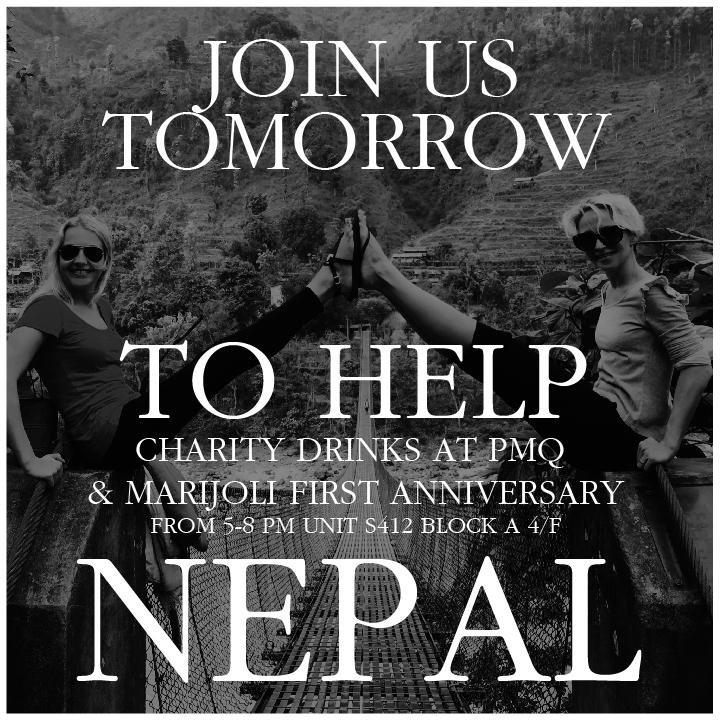 JOIN US
TOMORROW
TO HELP
CHARITY DRINKS AT PMQ
& MARIJOLI FIRST ANNIVERSARY
FROM 5-8 PM UNIT S412 BLOCK A 4/F
NEPAL